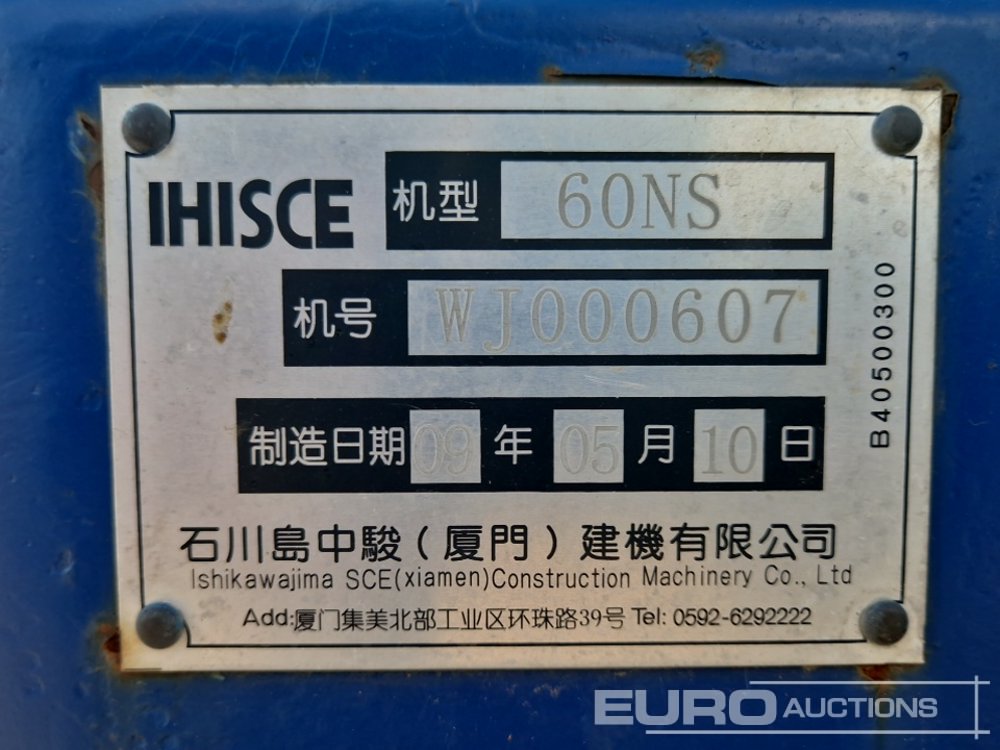 IHISCE 机型 60NS
机号 WJ000607
制造日期 09 年 05 月 10 日
B40500300
石川島中駿(厦門)建機有限公司
Ishikawajima SCE(xiamen)Construction Machinery Co., Ltd
Add:厦门集美北部工业区环珠路39号 Tel: 0592-6292222
EURO AUCTIONS